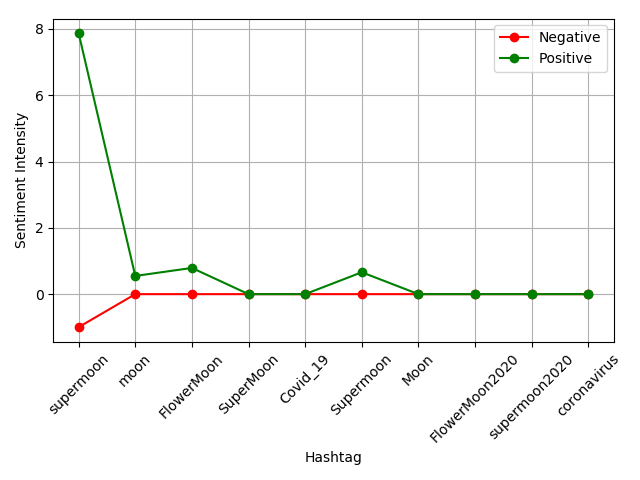 Negative
Positive
8
6
4
2
0
Sentiment Intensity
supermoon
moon
FlowerMoon
SuperMoon
Covid_19
Supermoon
Moon
FlowerMoon2020
supermoon2020
coronavirus
Hashtag